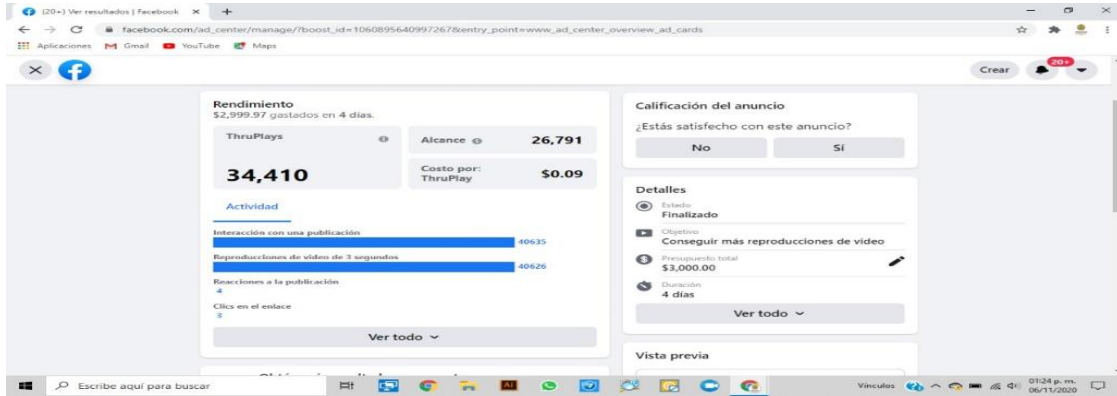 (20+) Ver resultados | Facebook
facebook.com/ad_center/manage/?boost_id=1060895640997267&entry_point=www_ad_center_overview_ad_cards
Aplicaciones Gmail YouTube Maps
Crear 20+
Rendimiento
$2,999.97 gastados en 4 días.
ThruPlays
34,410
Alcance 26,791
Costo por: ThruPlay $0.09
Actividad
Interacción con una publicación
40635
Reproducciones de video de 3 segundos
40626
Reacciones a la publicación
4
Clics en el enlace
3
Ver todo
Calificación del anuncio
¿Estás satisfecho con este anuncio?
No Sí
Detalles
Estado
Finalizado
Objetivo
Conseguir más reproducciones de video
Presupuesto total
$3,000.00
Duración
4 días
Ver todo
Vista previa
Escribe aquí para buscar
Ai
Vínculos
01:24 p. m.
06/11/2020